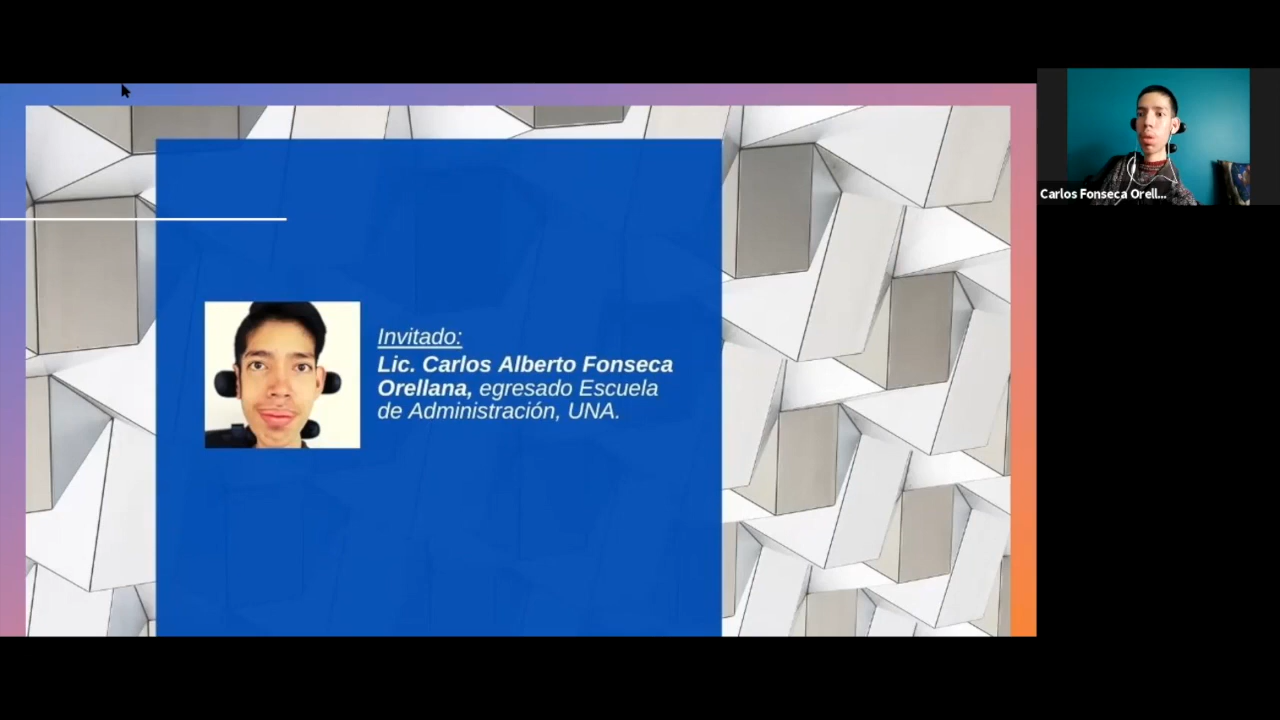 Invitado:
Lic. Carlos Alberto Fonseca
Orellana, egresado Escuela
de Administración, UNA.
Carlos Fonseca Orell...